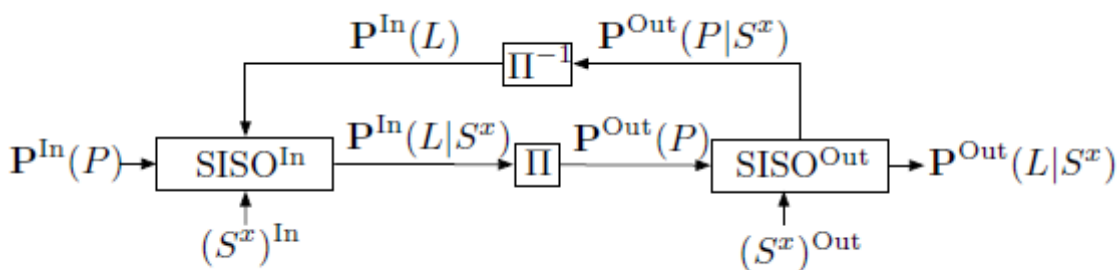 P^In(L) Π^-1 P^Out(P|S^x)
P^In(P) SISO^In P^In(L|S^x) Π P^Out(P) SISO^Out P^Out(L|S^x)
(S^x)^In (S^x)^Out